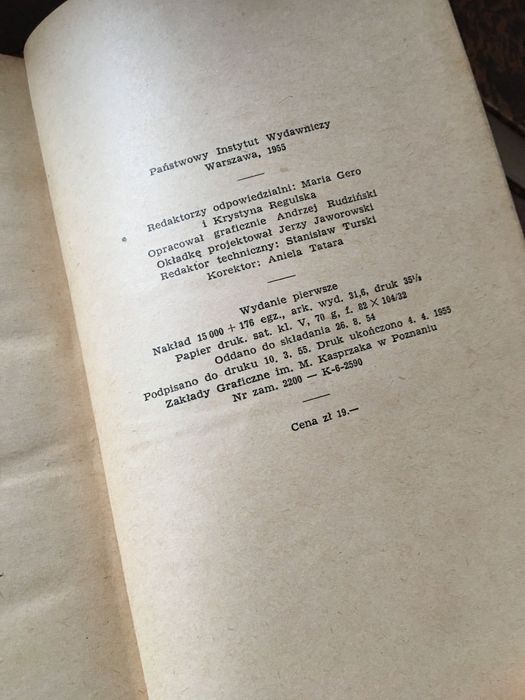 Państwowy Instytut Wydawniczy
Warszawa, 1955
Redaktorzy odpowiedzialni: Maria Gero
i Krystyna Regulska
Opracował graficznie Andrzej Rudziński
Okładkę projektował Jerzy Jaworowski
Redaktor techniczny: Stanisław Turski
Korektor: Aniela Tatara
Wydanie pierwsze
Nakład 15 000 + 176 egz., ark. wyd. 31,6, druk 35¹/₈
Papier druk. sat. kl. V, 70 g, f. 82 × 104/32
Oddano do składania 26. 8. 54
Podpisano do druku 10. 3. 55. Druk ukończono 4. 4. 1955
Zakłady Graficzne im. M. Kasprzaka w Poznaniu
Nr zam. 2200 — K-6-2590
Cena zł 19.—